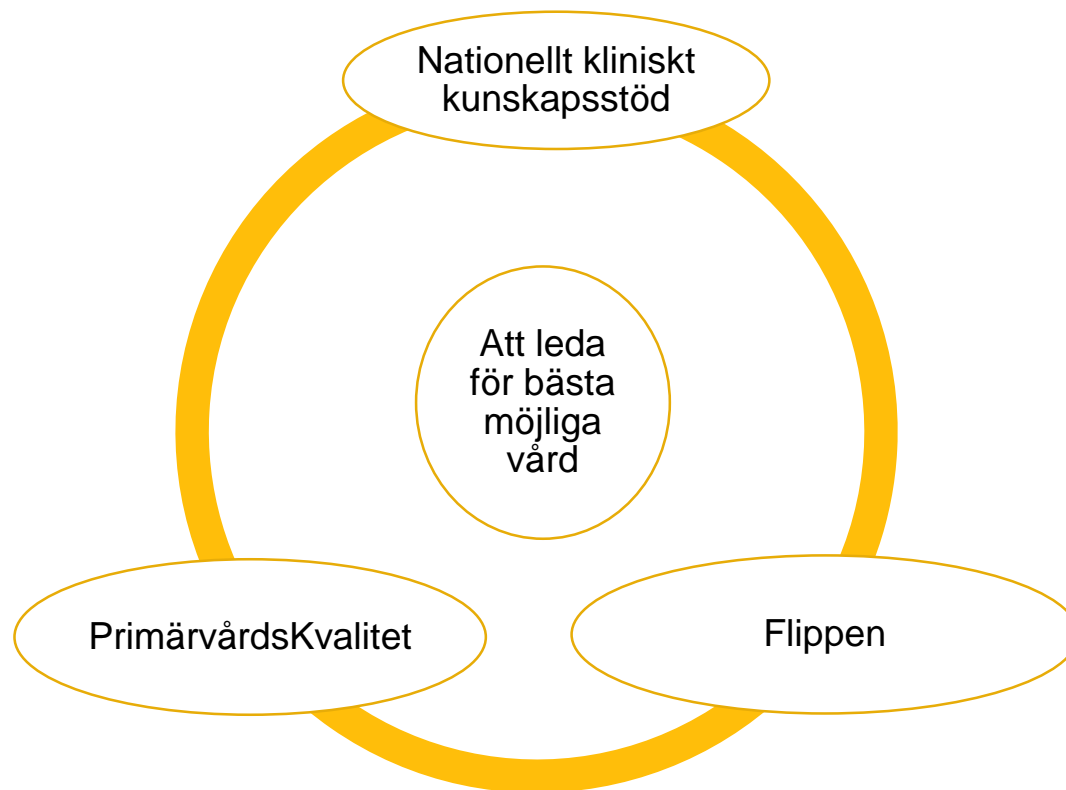 Nationellt kliniskt
kunskapsstöd
Att leda
för bästa
möjliga
vård
PrimärvårdsKvalitet
Flippen